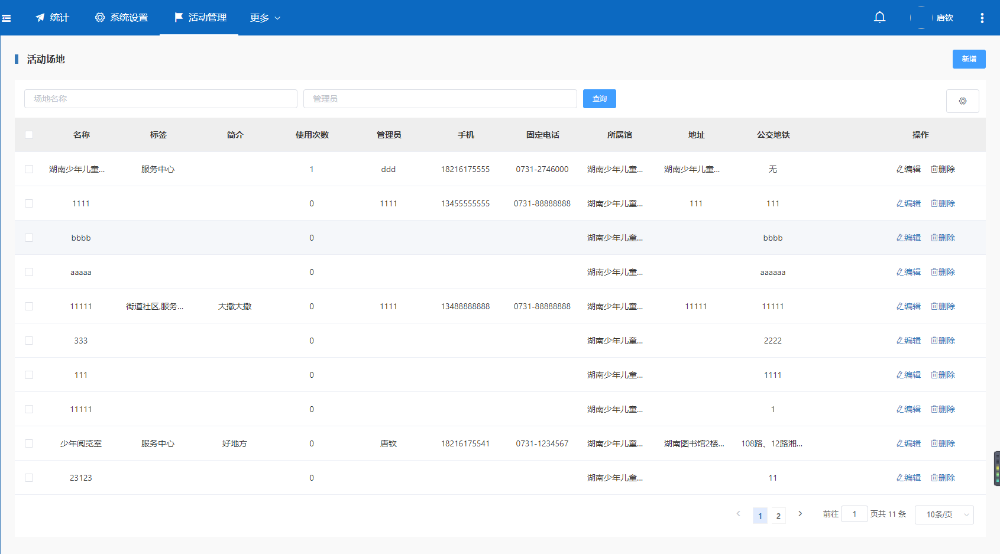 统计 系统设置 活动管理 更多 唐钦
活动场地 新增
场地名称 管理员 查询
名称 标签 简介 使用次数 管理员 手机 固定电话 所属馆 地址 公交地铁 操作
湖南少年儿童... 服务中心 1 ddd 18216175555 0731-2746000 湖南少年儿童... 湖南少年儿童... 无 编辑 删除
1111 0 1111 13455555555 0731-88888888 湖南少年儿童... 111 111 编辑 删除
bbbb 0 湖南少年儿童... bbbb 编辑 删除
aaaaa 0 湖南少年儿童... aaaaaa 编辑 删除
11111 街道社区,服务... 大撒大撒 0 1111 13488888888 0731-88888888 湖南少年儿童... 11111 11111 编辑 删除
333 0 湖南少年儿童... 2222 编辑 删除
111 0 湖南少年儿童... 1111 编辑 删除
11111 0 湖南少年儿童... 1 编辑 删除
少年阅览室 服务中心 好地方 0 唐钦 18216175541 0731-1234567 湖南少年儿童... 湖南图书馆2楼... 108路、12路湘... 编辑 删除
23123 0 湖南少年儿童... 11 编辑 删除
1 2 前往 1 页共 11 条 10条/页